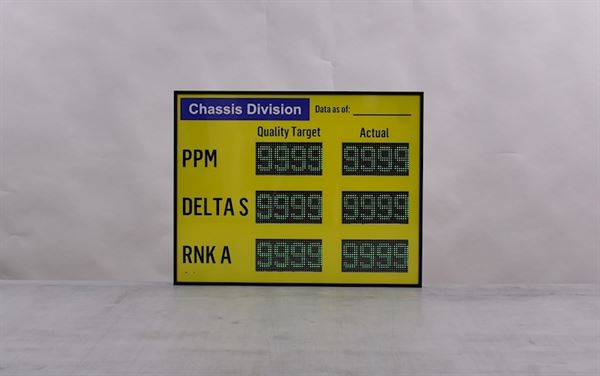 Chassis Division Data as of:
Quality Target Actual
PPM 9999 9999
DELTA S 9999 9999
RNK A 9999 9999